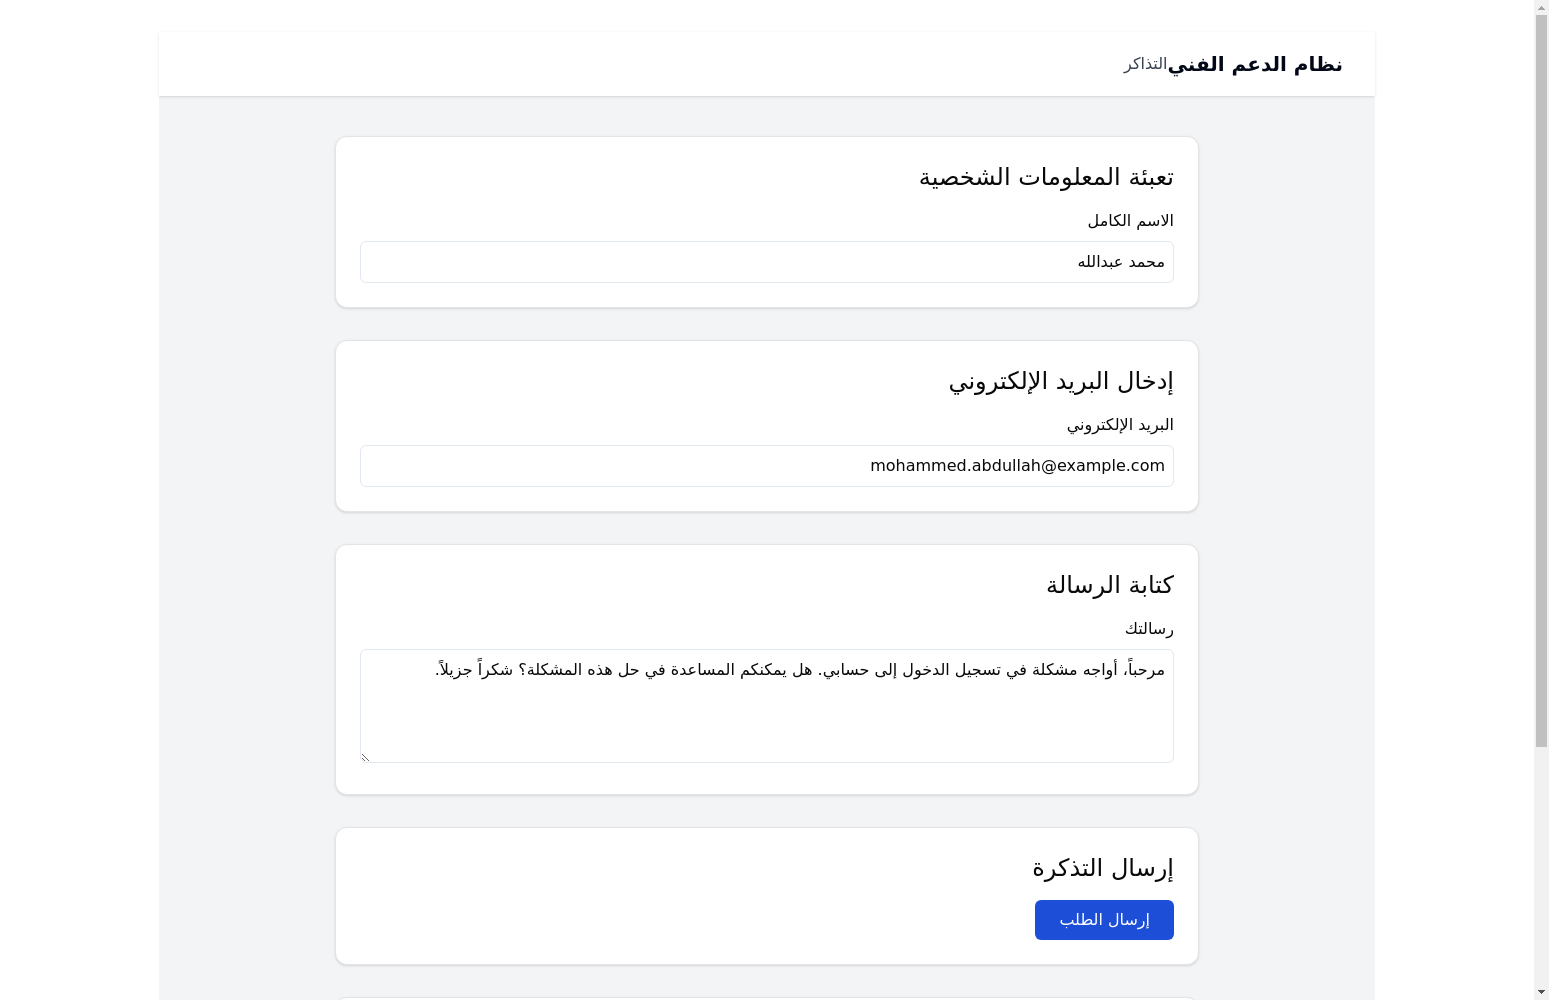 نظام الدعم الفني
التذاكر
تعبئة المعلومات الشخصية
الاسم الكامل
محمد عبدالله
إدخال البريد الإلكتروني
البريد الإلكتروني
mohammed.abdullah@example.com
كتابة الرسالة
رسالتك
مرحباً، أواجه مشكلة في تسجيل الدخول إلى حسابي. هل يمكنكم المساعدة في حل هذه المشكلة؟ شكراً جزيلاً.
إرسال التذكرة
إرسال الطلب